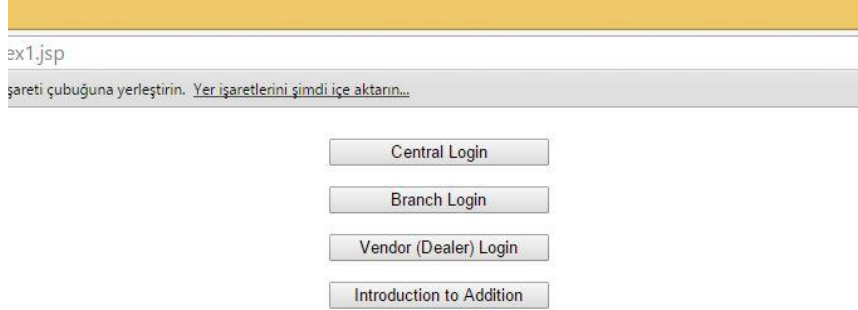 ex1.jsp
şareti çubuğuna yerleştirin. Yer işaretlerini şimdi içe aktarın...
Central Login
Branch Login
Vendor (Dealer) Login
Introduction to Addition